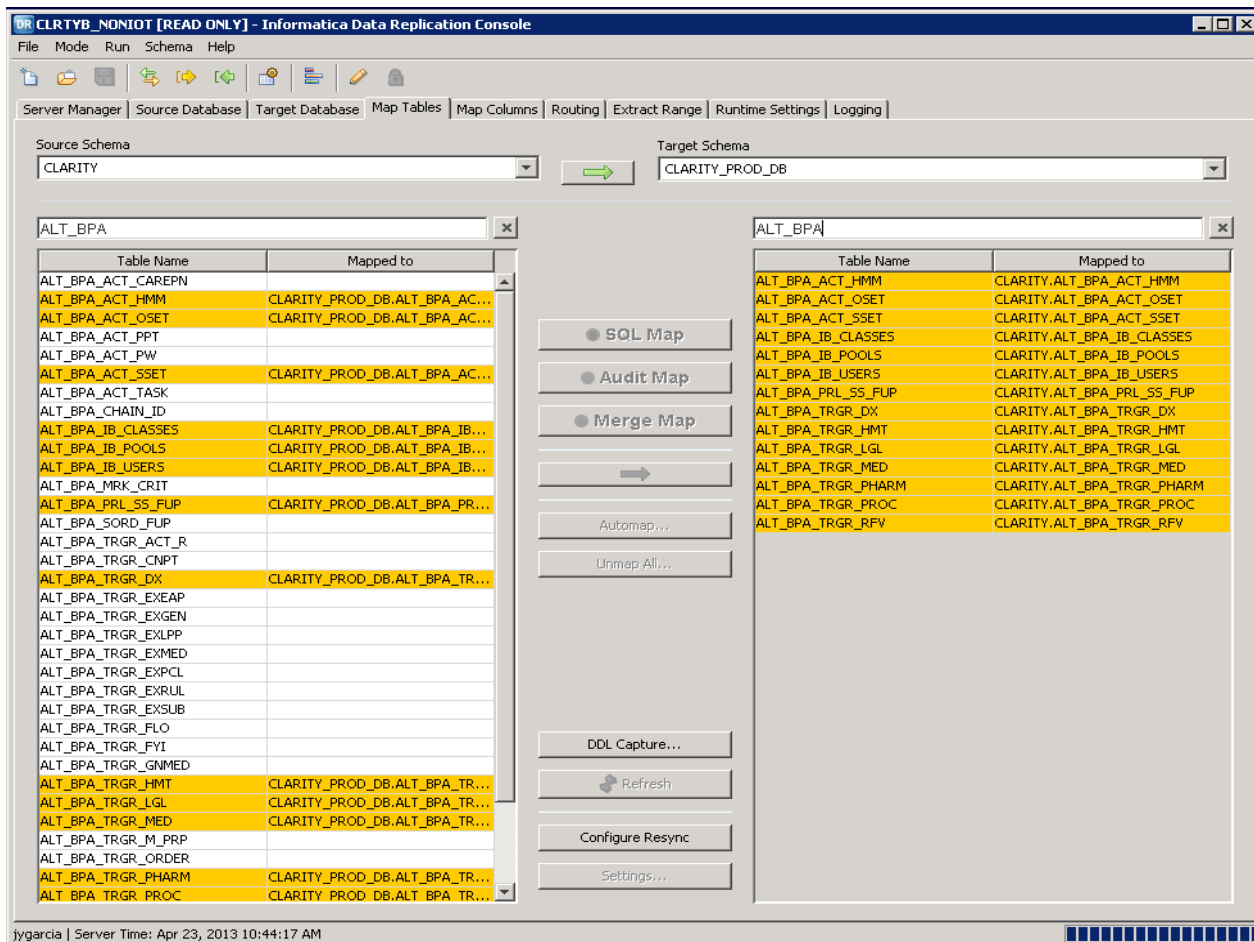 DR CLRTYB_NONIOT [READ ONLY] - Informatica Data Replication Console
File Mode Run Schema Help
Server Manager Source Database Target Database Map Tables Map Columns Routing Extract Range Runtime Settings Logging
Source Schema Target Schema
CLARITY CLARITY_PROD_DB
ALT_BPA ALT_BPA
Table Name Mapped to
ALT_BPA_ACT_CAREPN
ALT_BPA_ACT_HMM CLARITY_PROD_DB.ALT_BPA_AC...
ALT_BPA_ACT_OSET CLARITY_PROD_DB.ALT_BPA_AC...
ALT_BPA_ACT_PPT
ALT_BPA_ACT_PW
ALT_BPA_ACT_SSET CLARITY_PROD_DB.ALT_BPA_AC...
ALT_BPA_ACT_TASK
ALT_BPA_CHAIN_ID
ALT_BPA_IB_CLASSES CLARITY_PROD_DB.ALT_BPA_IB...
ALT_BPA_IB_POOLS CLARITY_PROD_DB.ALT_BPA_IB...
ALT_BPA_IB_USERS CLARITY_PROD_DB.ALT_BPA_IB...
ALT_BPA_MRK_CRIT
ALT_BPA_PRL_SS_FUP CLARITY_PROD_DB.ALT_BPA_PR...
ALT_BPA_SORD_FUP
ALT_BPA_TRGR_ACT_R
ALT_BPA_TRGR_CNPT
ALT_BPA_TRGR_DX CLARITY_PROD_DB.ALT_BPA_TR...
ALT_BPA_TRGR_EXEAP
ALT_BPA_TRGR_EXGEN
ALT_BPA_TRGR_EXLPP
ALT_BPA_TRGR_EXMED
ALT_BPA_TRGR_EXPCL
ALT_BPA_TRGR_EXRUL
ALT_BPA_TRGR_EXSUB
ALT_BPA_TRGR_FLO
ALT_BPA_TRGR_FYI
ALT_BPA_TRGR_GNMED
ALT_BPA_TRGR_HMT CLARITY_PROD_DB.ALT_BPA_TR...
ALT_BPA_TRGR_LGL CLARITY_PROD_DB.ALT_BPA_TR...
ALT_BPA_TRGR_MED CLARITY_PROD_DB.ALT_BPA_TR...
ALT_BPA_TRGR_M_PRP
ALT_BPA_TRGR_ORDER
ALT_BPA_TRGR_PHARM CLARITY_PROD_DB.ALT_BPA_TR...
ALT_BPA_TRGR_PROC CLARITY_PROD_DB.ALT_BPA_TR...
SQL Map
Audit Map
Merge Map
Automap...
Unmap All...
DDL Capture...
Refresh
Configure Resync
Settings...
Table Name Mapped to
ALT_BPA_ACT_HMM CLARITY.ALT_BPA_ACT_HMM
ALT_BPA_ACT_OSET CLARITY.ALT_BPA_ACT_OSET
ALT_BPA_ACT_SSET CLARITY.ALT_BPA_ACT_SSET
ALT_BPA_IB_CLASSES CLARITY.ALT_BPA_IB_CLASSES
ALT_BPA_IB_POOLS CLARITY.ALT_BPA_IB_POOLS
ALT_BPA_IB_USERS CLARITY.ALT_BPA_IB_USERS
ALT_BPA_PRL_SS_FUP CLARITY.ALT_BPA_PRL_SS_FUP
ALT_BPA_TRGR_DX CLARITY.ALT_BPA_TRGR_DX
ALT_BPA_TRGR_HMT CLARITY.ALT_BPA_TRGR_HMT
ALT_BPA_TRGR_LGL CLARITY.ALT_BPA_TRGR_LGL
ALT_BPA_TRGR_MED CLARITY.ALT_BPA_TRGR_MED
ALT_BPA_TRGR_PHARM CLARITY.ALT_BPA_TRGR_PHARM
ALT_BPA_TRGR_PROC CLARITY.ALT_BPA_TRGR_PROC
ALT_BPA_TRGR_RFV CLARITY.ALT_BPA_TRGR_RFV
jygarcia | Server Time: Apr 23, 2013 10:44:17 AM